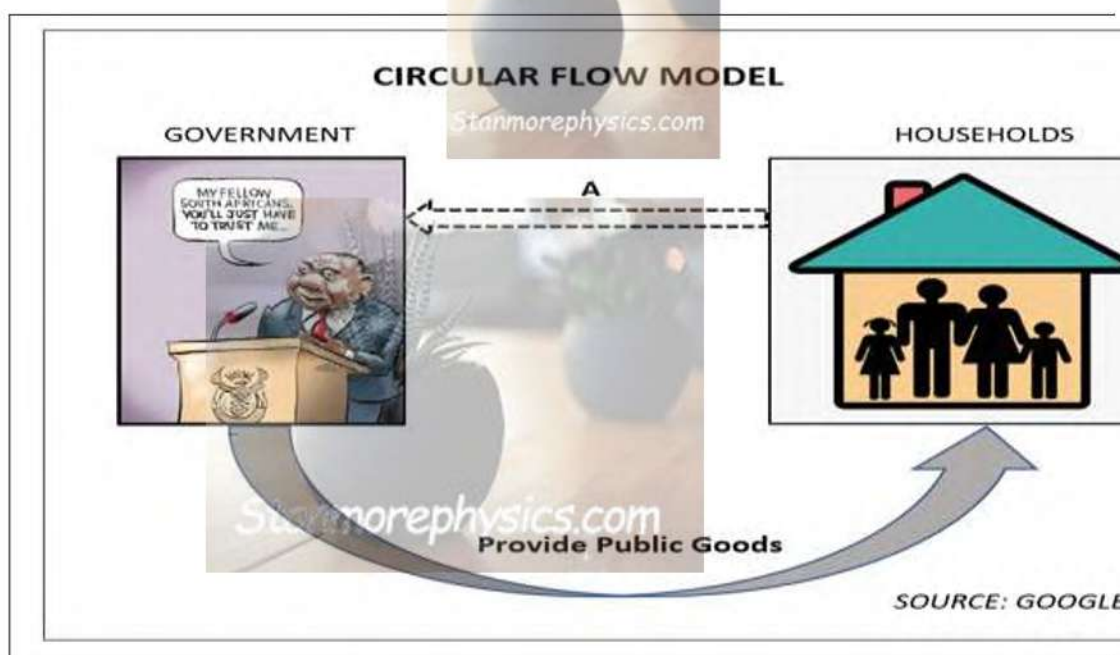 CIRCULAR FLOW MODEL
Stanmorephysics.com
GOVERNMENT
HOUSEHOLDS
A
MY FELLOW
SOUTH AFRICANS..
YOU'LL JUST HAVE
TO TRUST ME...
Stanmorephysics.com
Provide Public Goods
SOURCE: GOOGLE